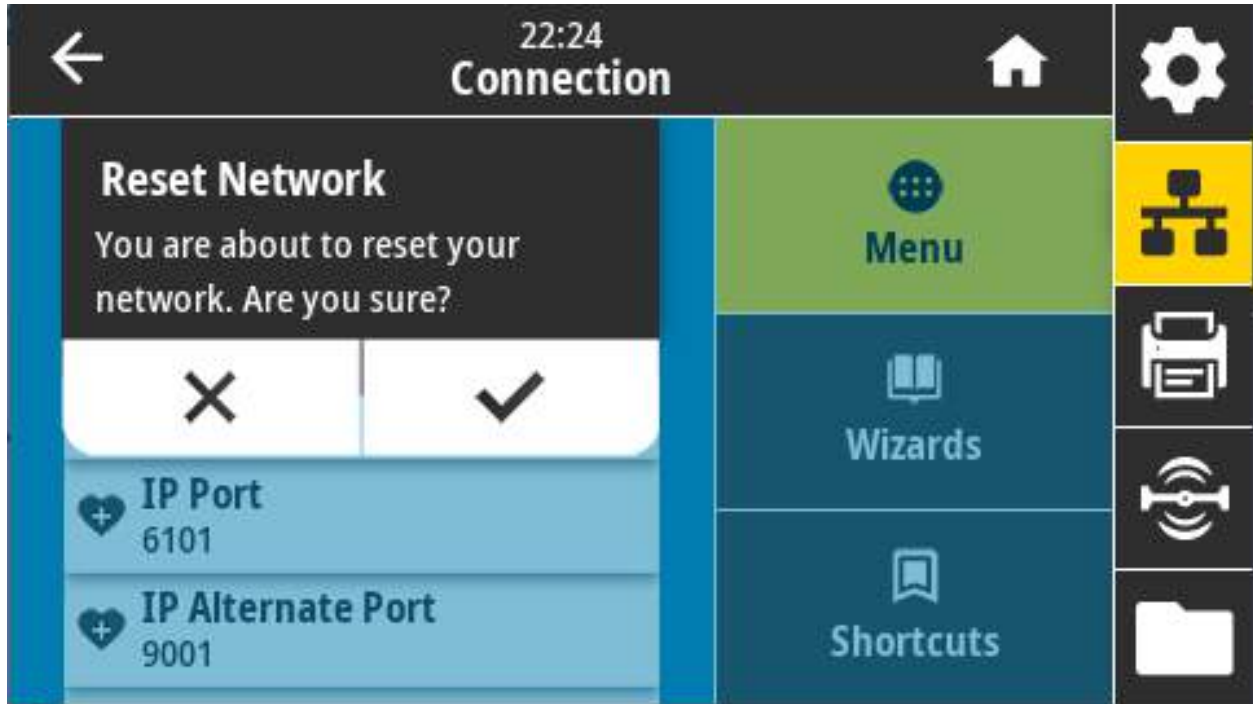 22:24
Connection
Reset Network
You are about to reset your
network. Are you sure?
IP Port
6101
IP Alternate Port
9001
Menu
Wizards
Shortcuts